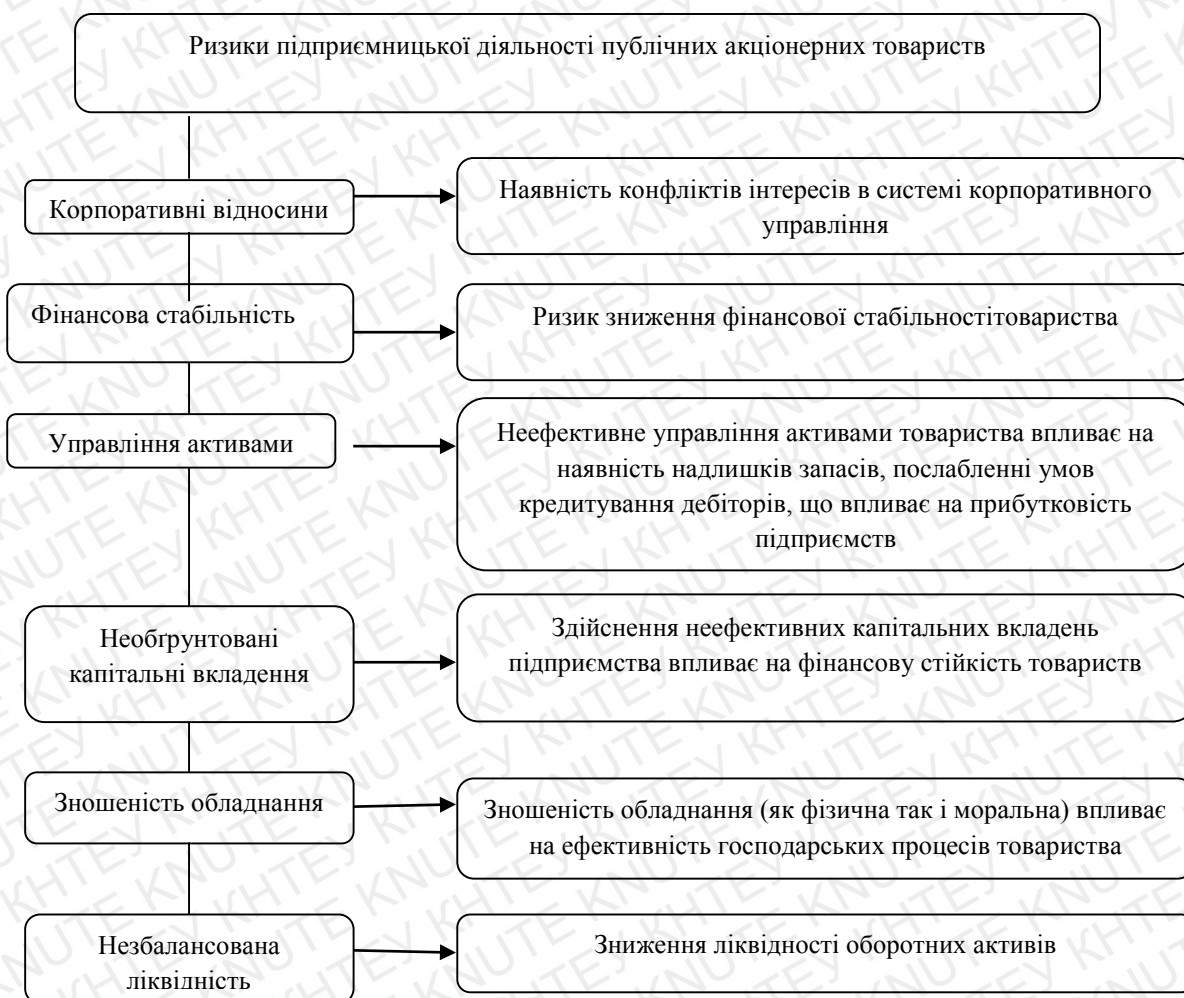 Ризики підприємницької діяльності публічних акціонерних товариств
Корпоративні відносини
Наявність конфліктів інтересів в системі корпоративного
управління
Фінансова стабільність
Ризик зниження фінансової стабільностітовариства
Управління активами
Неефективне управління активами товариства впливає на
наявність надлишків запасів, послабленні умов
кредитування дебіторів, що впливає на прибутковість
підприємств
Необґрунтовані
капітальні вкладення
Здійснення неефективних капітальних вкладень
підприємства впливає на фінансову стійкість товариств
Зношеність обладнання
Зношеність обладнання (як фізична так і моральна) впливає
на ефективність господарських процесів товариства
Незбалансована
ліквідність
Зниження ліквідності оборотних активів